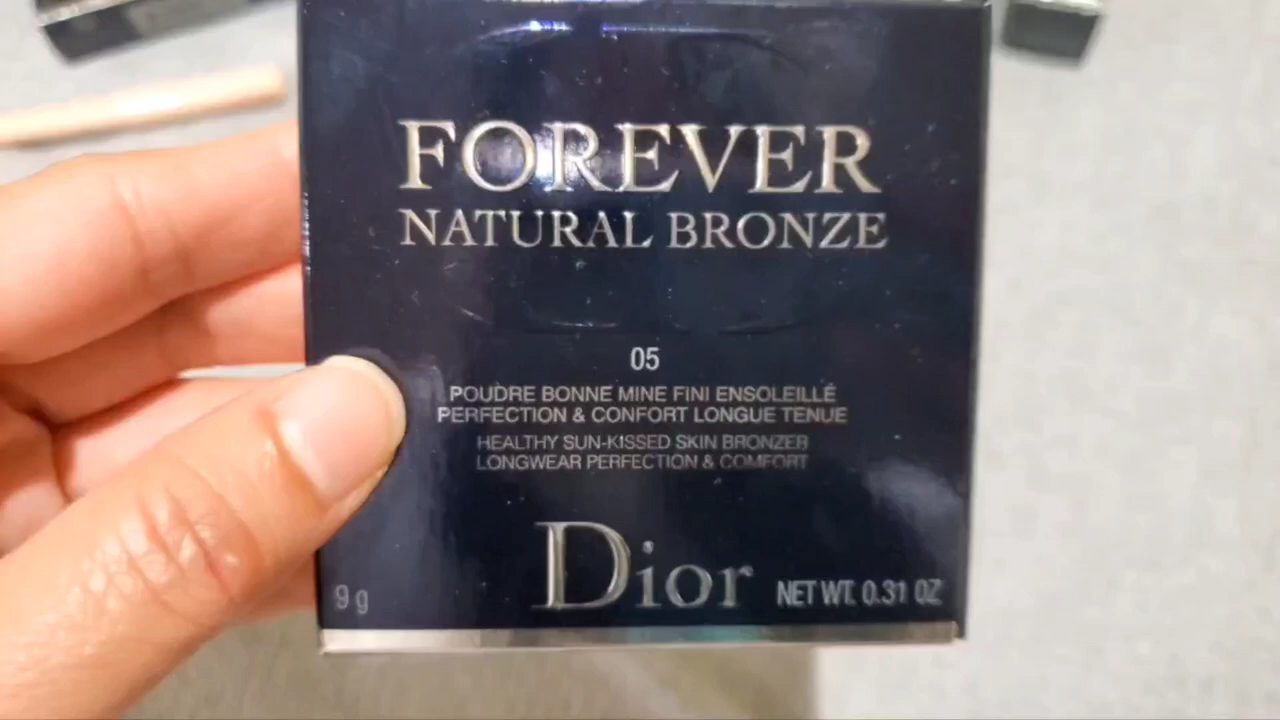 FOREVER
NATURAL BRONZE
05
POUDRE BONNE MINE FINI ENSOLEILLÉ
PERFECTION & CONFORT LONGUE TENUE
HEALTHY SUN-KISSED SKIN BRONZER
LONGWEAR PERFECTION & COMFORT
Dior
9 g
NET WT. 0.31 OZ